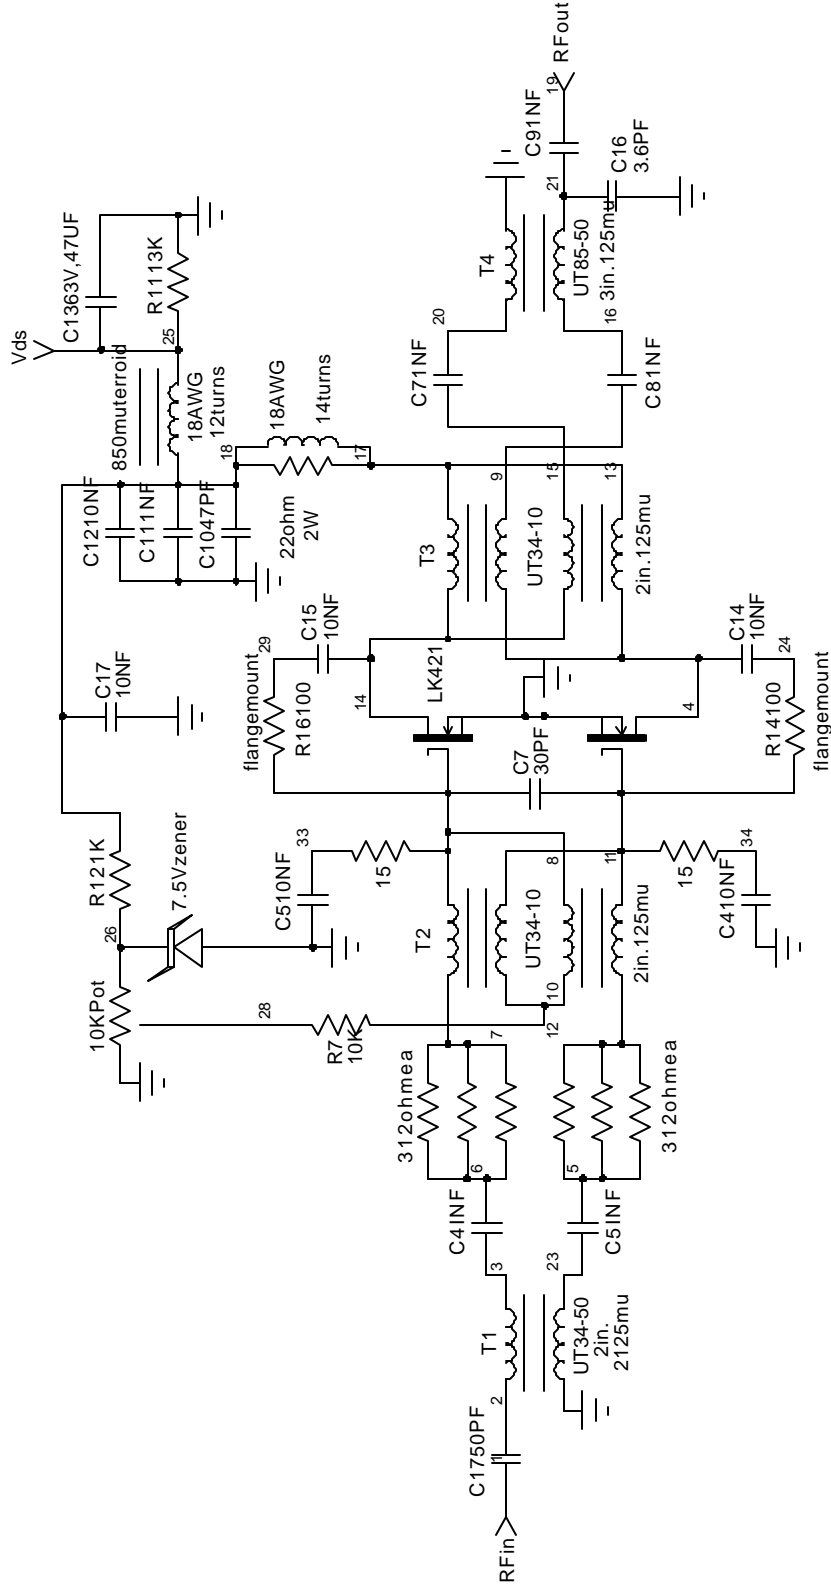 RFin
C1750PF
1
2
T1
UT34-50
2in.
2125mu
3
23
C4INF
C5INF
6
5
312ohmea
312ohmea
7
12
10
10KPot
28
R7
10K
26
R121K
7.5Vzener
T2
UT34-10
2in.125mu
8
11
C510NF
33
15
15
C410NF
34
C7
30PF
flangemount
R16100
29
C15
10NF
14
LK421
4
R14100
flangemount
24
C14
10NF
C17
10NF
T3
UT34-10
2in.125mu
9
15
13
C1210NF
C111NF
C1047PF
22ohm
2W
18
17
18AWG
14turns
850muterroid
18AWG
12turns
Vds
25
C1363V,47UF
R1113K
C71NF
C81NF
20
16
T4
UT85-50
3in.125mu
21
C91NF
19
RFout
C16
3.6PF